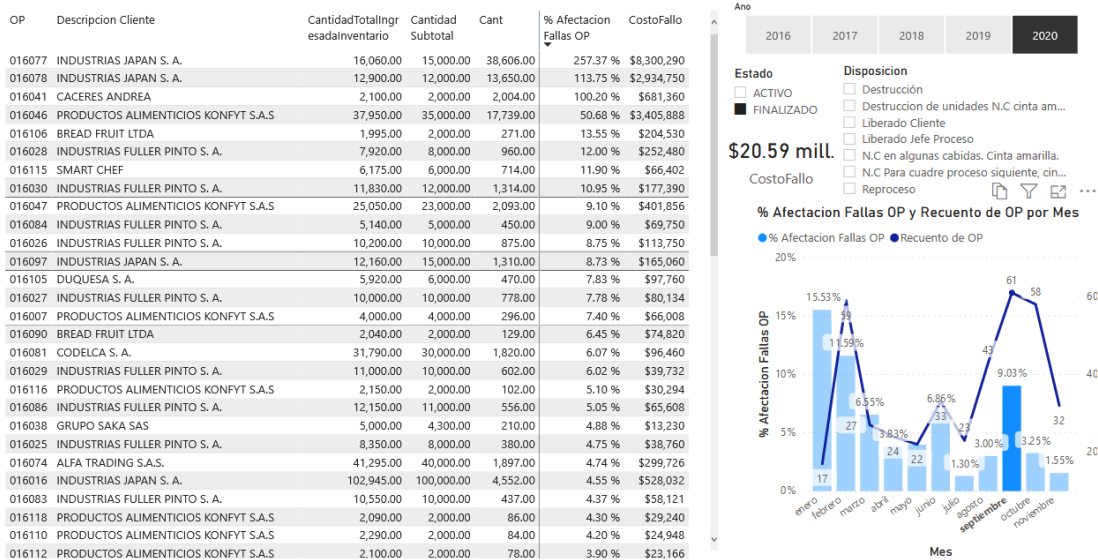 OP Descripcion Cliente CantidadTotalIngr Cantidad Cant % Afectacion CostoFallo
esadaInventario Subtotal Fallas OP
016077 INDUSTRIAS JAPAN S. A. 16,060.00 15,000.00 38,606.00 257.37 % $8,300,290
016078 INDUSTRIAS JAPAN S. A. 12,900.00 12,000.00 13,650.00 113.75 % $2,934,750
016041 CACERES ANDREA 2,100.00 2,000.00 2,004.00 100.20 % $681,360
016046 PRODUCTOS ALIMENTICIOS KONFYT S.A.S 37,950.00 35,000.00 17,739.00 50.68 % $3,405,888
016106 BREAD FRUIT LTDA 1,995.00 2,000.00 271.00 13.55 % $204,530
016028 INDUSTRIAS FULLER PINTO S. A. 7,920.00 8,000.00 960.00 12.00 % $252,480
016115 SMART CHEF 6,175.00 6,000.00 714.00 11.90 % $66,402
016030 INDUSTRIAS FULLER PINTO S. A. 11,830.00 12,000.00 1,314.00 10.95 % $177,390
016047 PRODUCTOS ALIMENTICIOS KONFYT S.A.S 25,050.00 23,000.00 2,093.00 9.10 % $401,856
016084 INDUSTRIAS FULLER PINTO S. A. 5,140.00 5,000.00 450.00 9.00 % $69,750
016026 INDUSTRIAS FULLER PINTO S. A. 10,200.00 10,000.00 875.00 8.75 % $113,750
016097 INDUSTRIAS JAPAN S. A. 12,160.00 15,000.00 1,310.00 8.73 % $165,060
016105 DUQUESA S. A. 5,920.00 6,000.00 470.00 7.83 % $97,760
016027 INDUSTRIAS FULLER PINTO S. A. 10,000.00 10,000.00 778.00 7.78 % $80,134
016007 PRODUCTOS ALIMENTICIOS KONFYT S.A.S 4,000.00 4,000.00 296.00 7.40 % $66,008
016090 BREAD FRUIT LTDA 2,040.00 2,000.00 129.00 6.45 % $74,820
016081 CODELCA S. A. 31,790.00 30,000.00 1,820.00 6.07 % $96,460
016029 INDUSTRIAS FULLER PINTO S. A. 11,000.00 10,000.00 602.00 6.02 % $39,732
016116 PRODUCTOS ALIMENTICIOS KONFYT S.A.S 2,150.00 2,000.00 102.00 5.10 % $30,294
016086 INDUSTRIAS FULLER PINTO S. A. 12,150.00 11,000.00 556.00 5.05 % $65,608
016038 GRUPO SAKA SAS 5,000.00 4,300.00 210.00 4.88 % $13,230
016025 INDUSTRIAS FULLER PINTO S. A. 8,350.00 8,000.00 380.00 4.75 % $38,760
016074 ALFA TRADING S.A.S. 41,295.00 40,000.00 1,897.00 4.74 % $299,726
016016 INDUSTRIAS JAPAN S. A. 102,945.00 100,000.00 4,552.00 4.55 % $528,032
016083 INDUSTRIAS FULLER PINTO S. A. 10,550.00 10,000.00 437.00 4.37 % $58,121
016118 PRODUCTOS ALIMENTICIOS KONFYT S.A.S 2,090.00 2,000.00 86.00 4.30 % $29,240
016110 PRODUCTOS ALIMENTICIOS KONFYT S.A.S 2,290.00 2,000.00 84.00 4.20 % $24,948
016112 PRODUCTOS ALIMENTICIOS KONFYT S.A.S 2,100.00 2,000.00 78.00 3.90 % $23,166
Ano
2016 2017 2018 2019 2020
Estado
ACTIVO
FINALIZADO
Disposicion
Destrucción
Destruccion de unidades N.C cinta am...
Liberado Cliente
Liberado Jefe Proceso
N.C en algunas cabidas. Cinta amarilla.
N.C Para cuadre proceso siquiente, cin...
Reproceso
$20.59 mill.
CostoFallo
% Afectacion Fallas OP y Recuento de OP por Mes
% Afectacion Fallas OP Recuento de OP
% Afectacion Fallas OP
20%
15%
10%
5%
0%
60
40
20
15.53% 11.59% 6.55% 3.83% 6.86% 1.30% 3.00% 9.03% 3.25% 1.55%
17 59 27 24 22 33 23 43 61 58 32
enero febrero marzo abril mayo junio julio agosto septiembre octubre noviembre
Mes